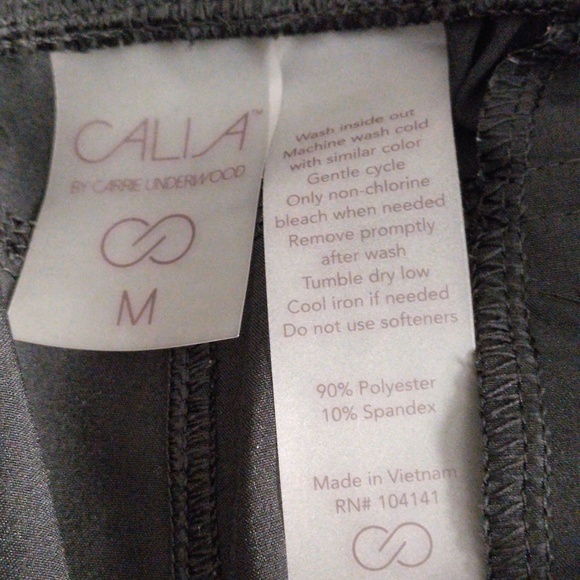 CALIA™
BY CARRIE UNDERWOOD
M
Wash inside out
Machine wash cold
with similar color
Gentle cycle
Only non-chlorine
bleach when needed
Remove promptly
after wash
Tumble dry low
Cool iron if needed
Do not use softeners
90% Polyester
10% Spandex
Made in Vietnam
RN# 104141